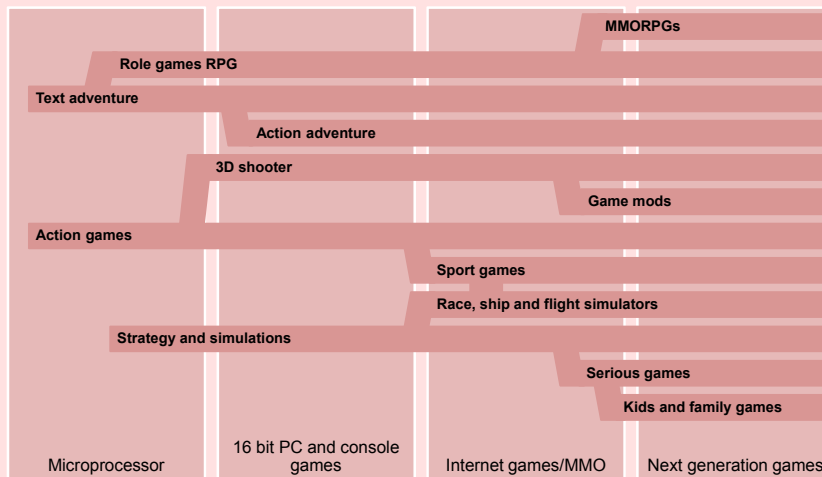 MMORPGs
Role games RPG
Text adventure
Action adventure
3D shooter
Game mods
Action games
Sport games
Race, ship and flight simulators
Strategy and simulations
Serious games
Kids and family games
Microprocessor
16 bit PC and console
games
Internet games/MMO
Next generation games